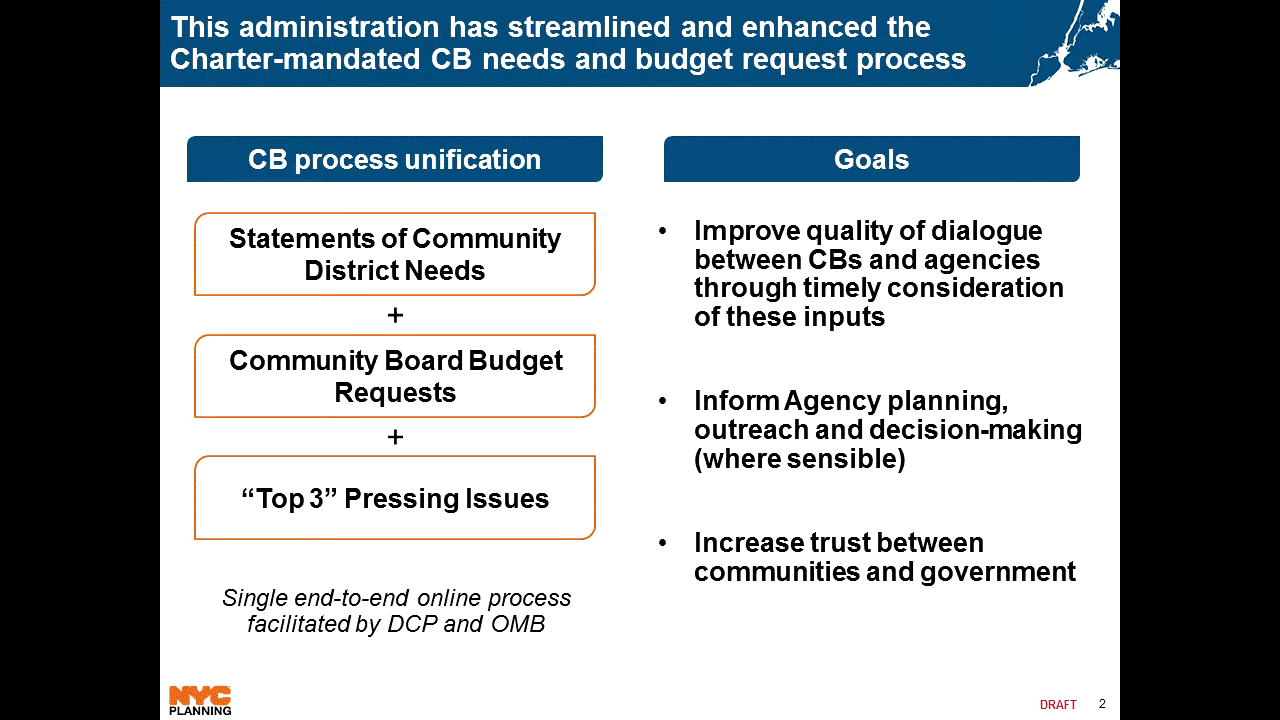 This administration has streamlined and enhanced the
Charter-mandated CB needs and budget request process
CB process unification
Statements of Community
District Needs
+
Community Board Budget
Requests
+
“Top 3” Pressing Issues
Single end-to-end online process
facilitated by DCP and OMB
Goals
• Improve quality of dialogue
between CBs and agencies
through timely consideration
of these inputs
• Inform Agency planning,
outreach and decision-making
(where sensible)
• Increase trust between
communities and government
NYC
PLANNING
DRAFT 2